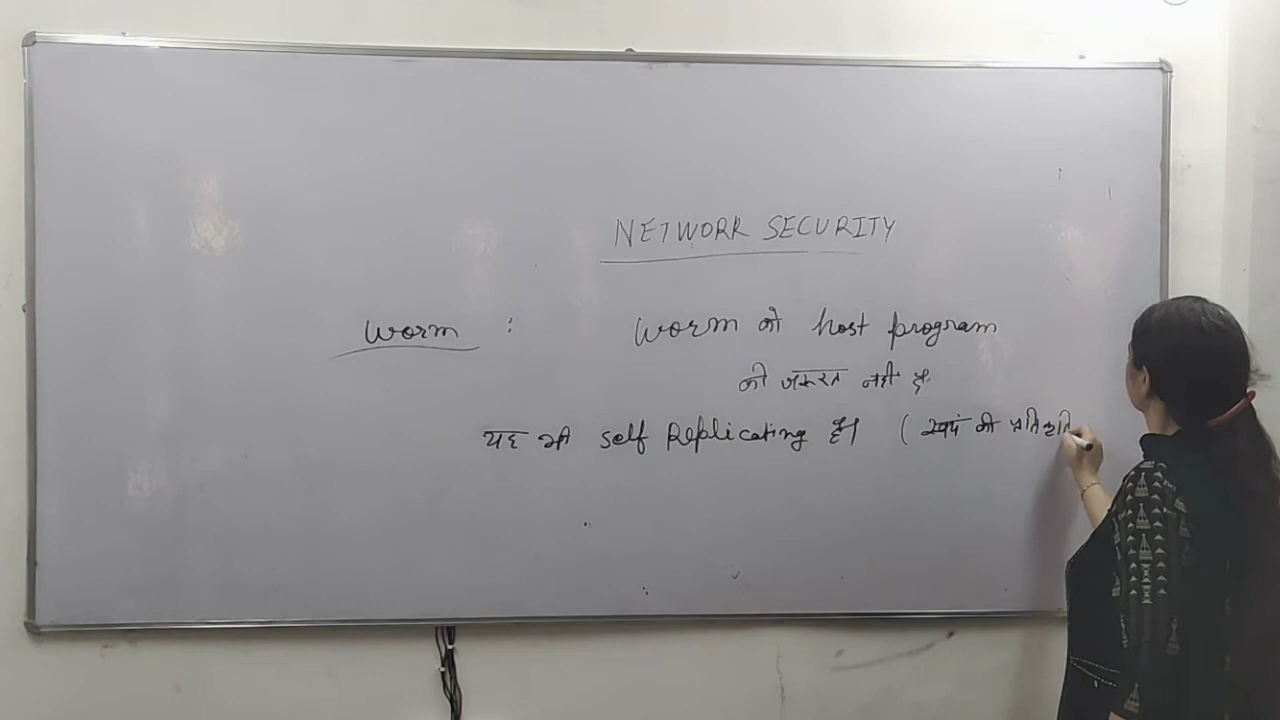 NETWORK SECURITY
worm : worm को host program
की जरूरत नहीं है
यह भी self Replicating है। ( स्वयं की प्रति